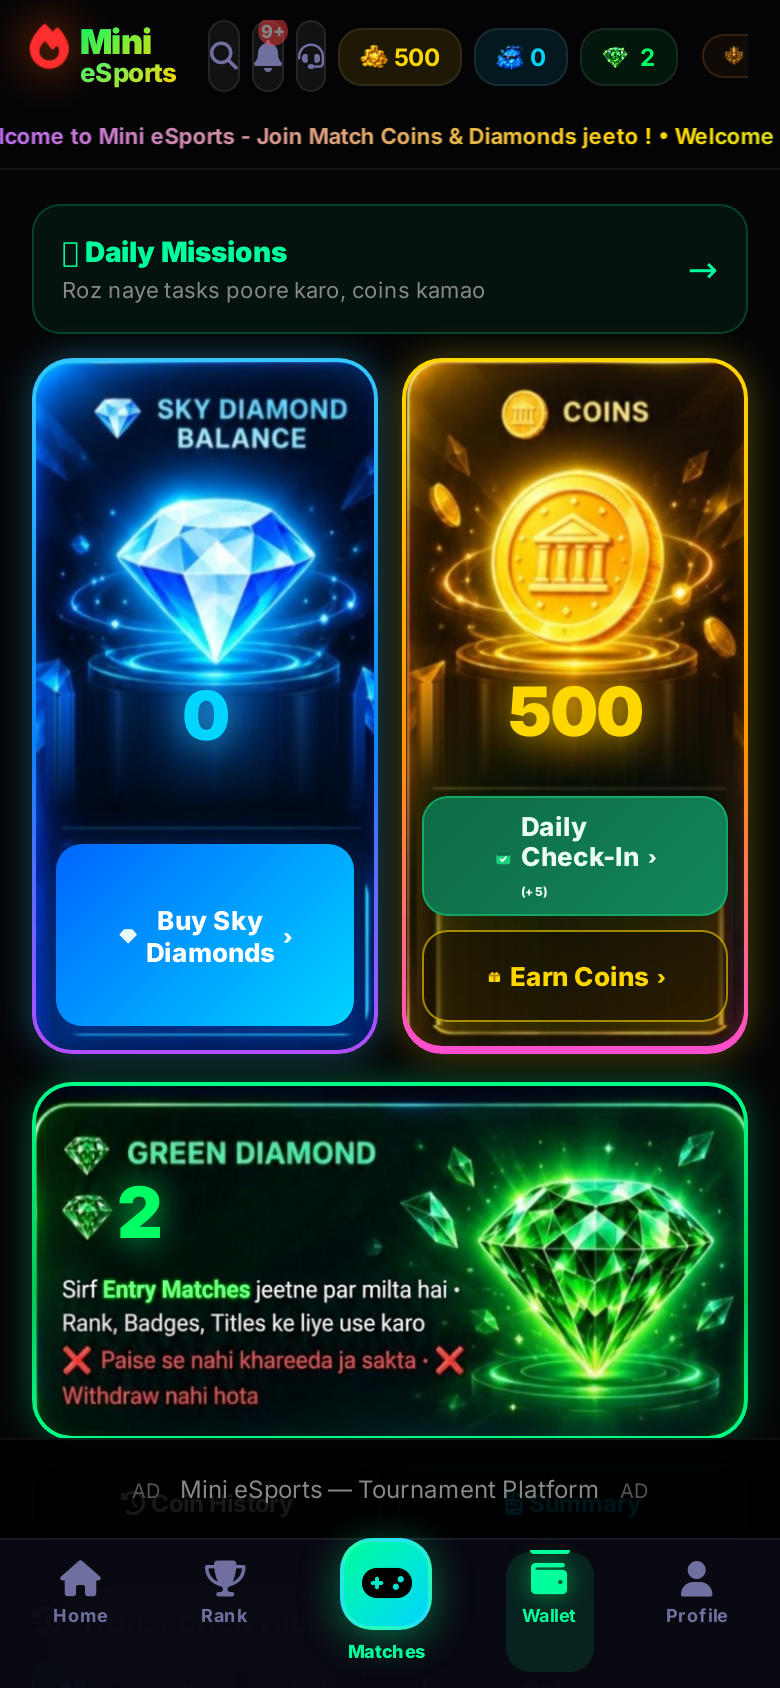 Mini
eSports
9+
500
0
2
lcome to Mini eSports - Join Match Coins & Diamonds jeeto ! • Welcome
Daily Missions
Roz naye tasks poore karo, coins kamao
→
SKY DIAMOND
BALANCE
0
Buy Sky
Diamonds ›
COINS
500
Daily
Check-In ›
(+5)
Earn Coins ›
GREEN DIAMOND
2
Sirf Entry Matches jeetne par milta hai •
Rank, Badges, Titles ke liye use karo
❌ Paise se nahi khareeda ja sakta · ❌
Withdraw nahi hota
AD Mini eSports — Tournament Platform AD
Coin History
Summary
Home
Rank
Matches
Wallet
Profile